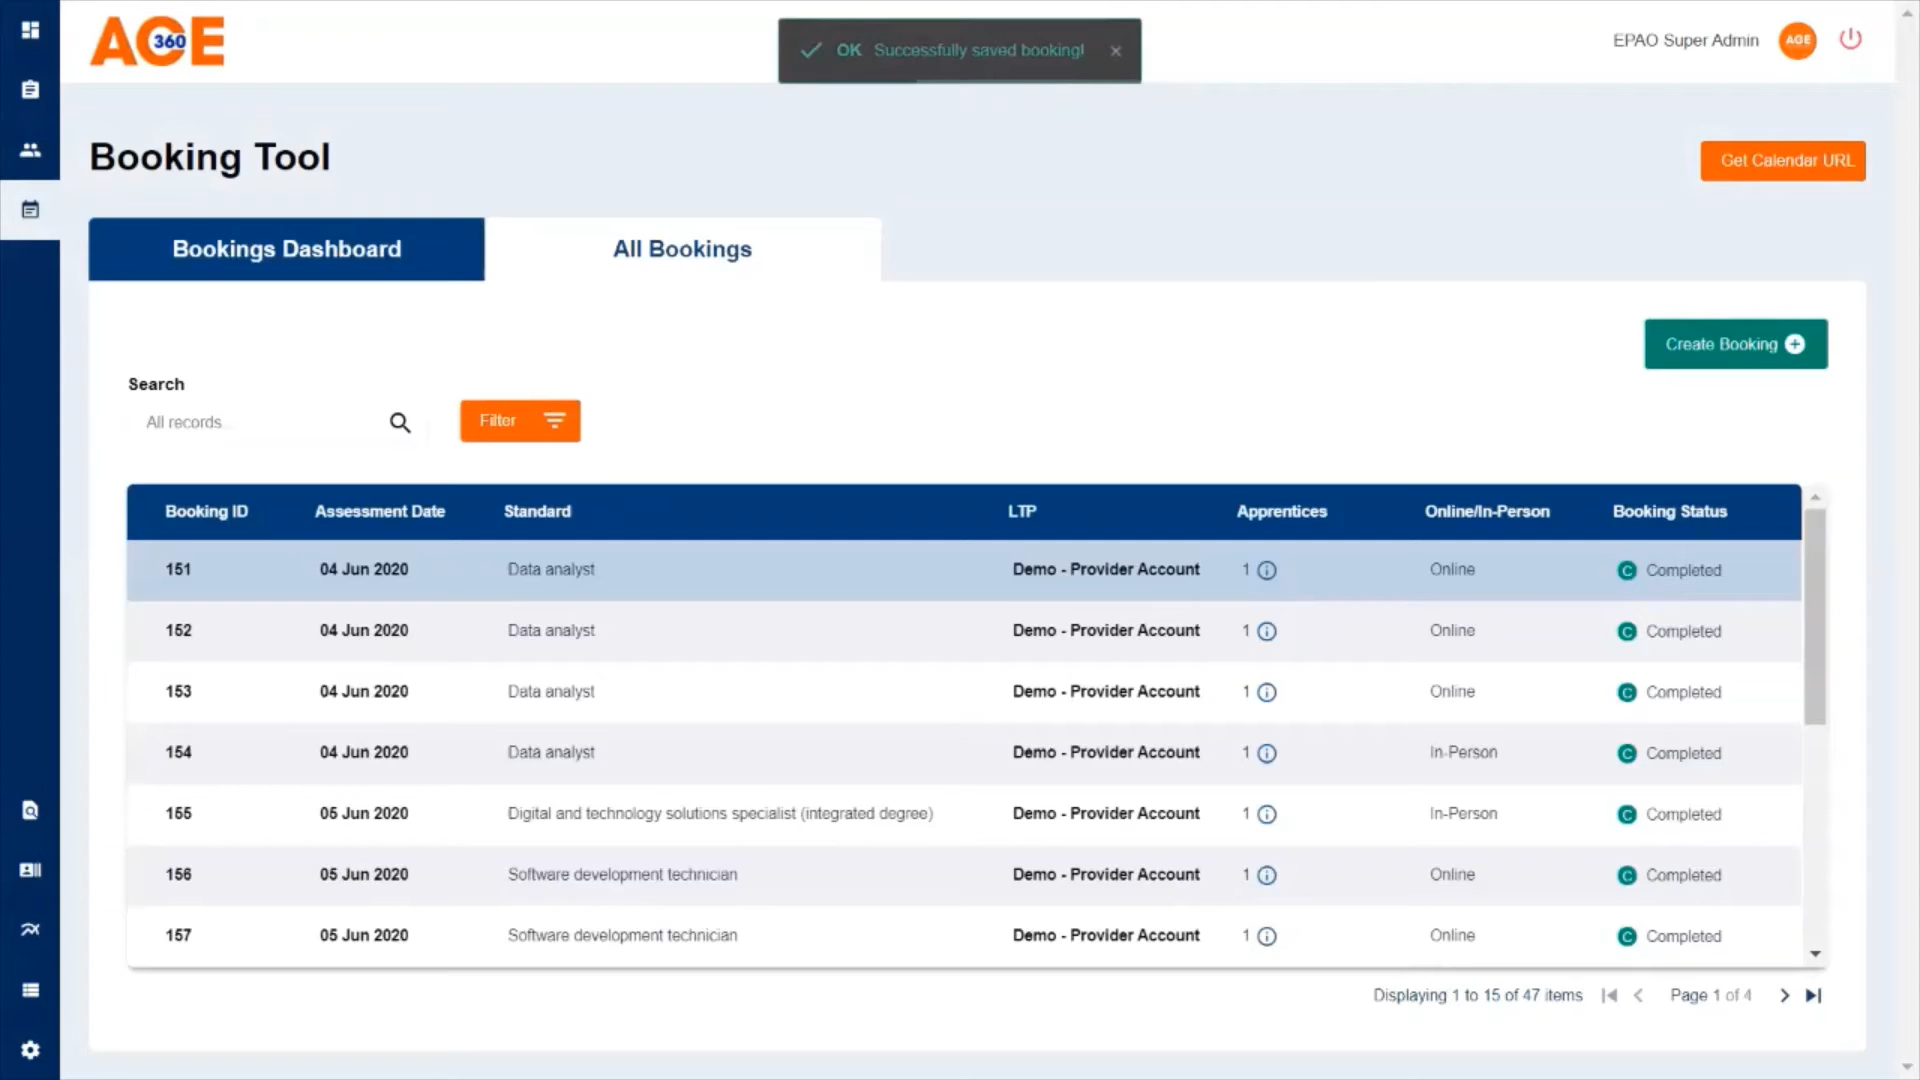 ACE
360
OK Successfully saved booking!
EPAO Super Admin
AOE
Booking Tool
Get Calendar URL
Bookings Dashboard
All Bookings
Create Booking
Search
All records...
Filter
Booking ID Assessment Date Standard LTP Apprentices Online/In-Person Booking Status
151 04 Jun 2020 Data analyst Demo - Provider Account 1 Online C Completed
152 04 Jun 2020 Data analyst Demo - Provider Account 1 Online C Completed
153 04 Jun 2020 Data analyst Demo - Provider Account 1 Online C Completed
154 04 Jun 2020 Data analyst Demo - Provider Account 1 In-Person C Completed
155 05 Jun 2020 Digital and technology solutions specialist (integrated degree) Demo - Provider Account 1 In-Person C Completed
156 05 Jun 2020 Software development technician Demo - Provider Account 1 Online C Completed
157 05 Jun 2020 Software development technician Demo - Provider Account 1 Online C Completed
Displaying 1 to 15 of 47 items Page 1 of 4